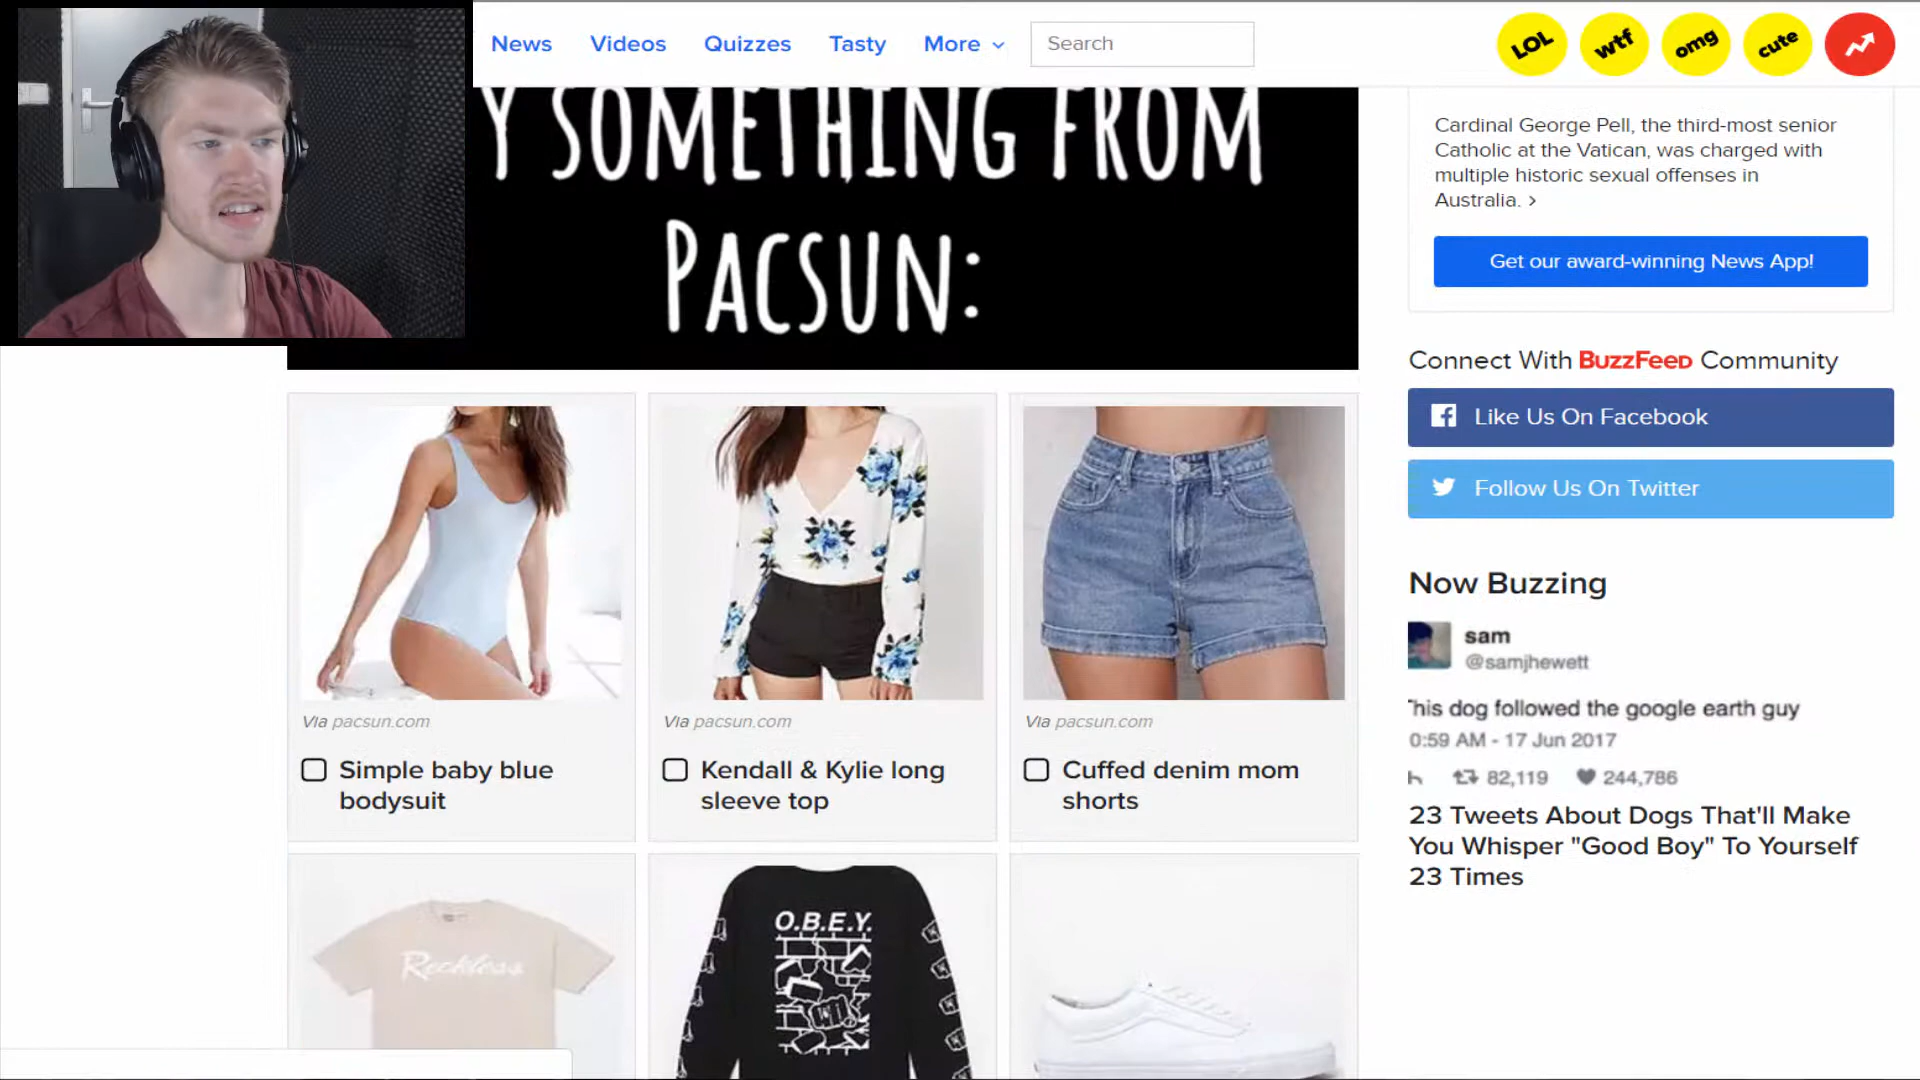 News Videos Quizzes Tasty More Search
LOL wtf omg cute
Y SOMETHING FROM
PACSUN:
Via pacsun.com
Simple baby blue
bodysuit
Via pacsun.com
Kendall & Kylie long
sleeve top
Via pacsun.com
Cuffed denim mom
shorts
Reckless
O.B.E.Y.
Cardinal George Pell, the third-most senior
Catholic at the Vatican, was charged with
multiple historic sexual offenses in
Australia. >
Get our award-winning News App!
Connect With BuzzFeed Community
Like Us On Facebook
Follow Us On Twitter
Now Buzzing
sam
@samjhewett
his dog followed the google earth guy
0:59 AM - 17 Jun 2017
82,119 244,786
23 Tweets About Dogs That'll Make
You Whisper "Good Boy" To Yourself
23 Times